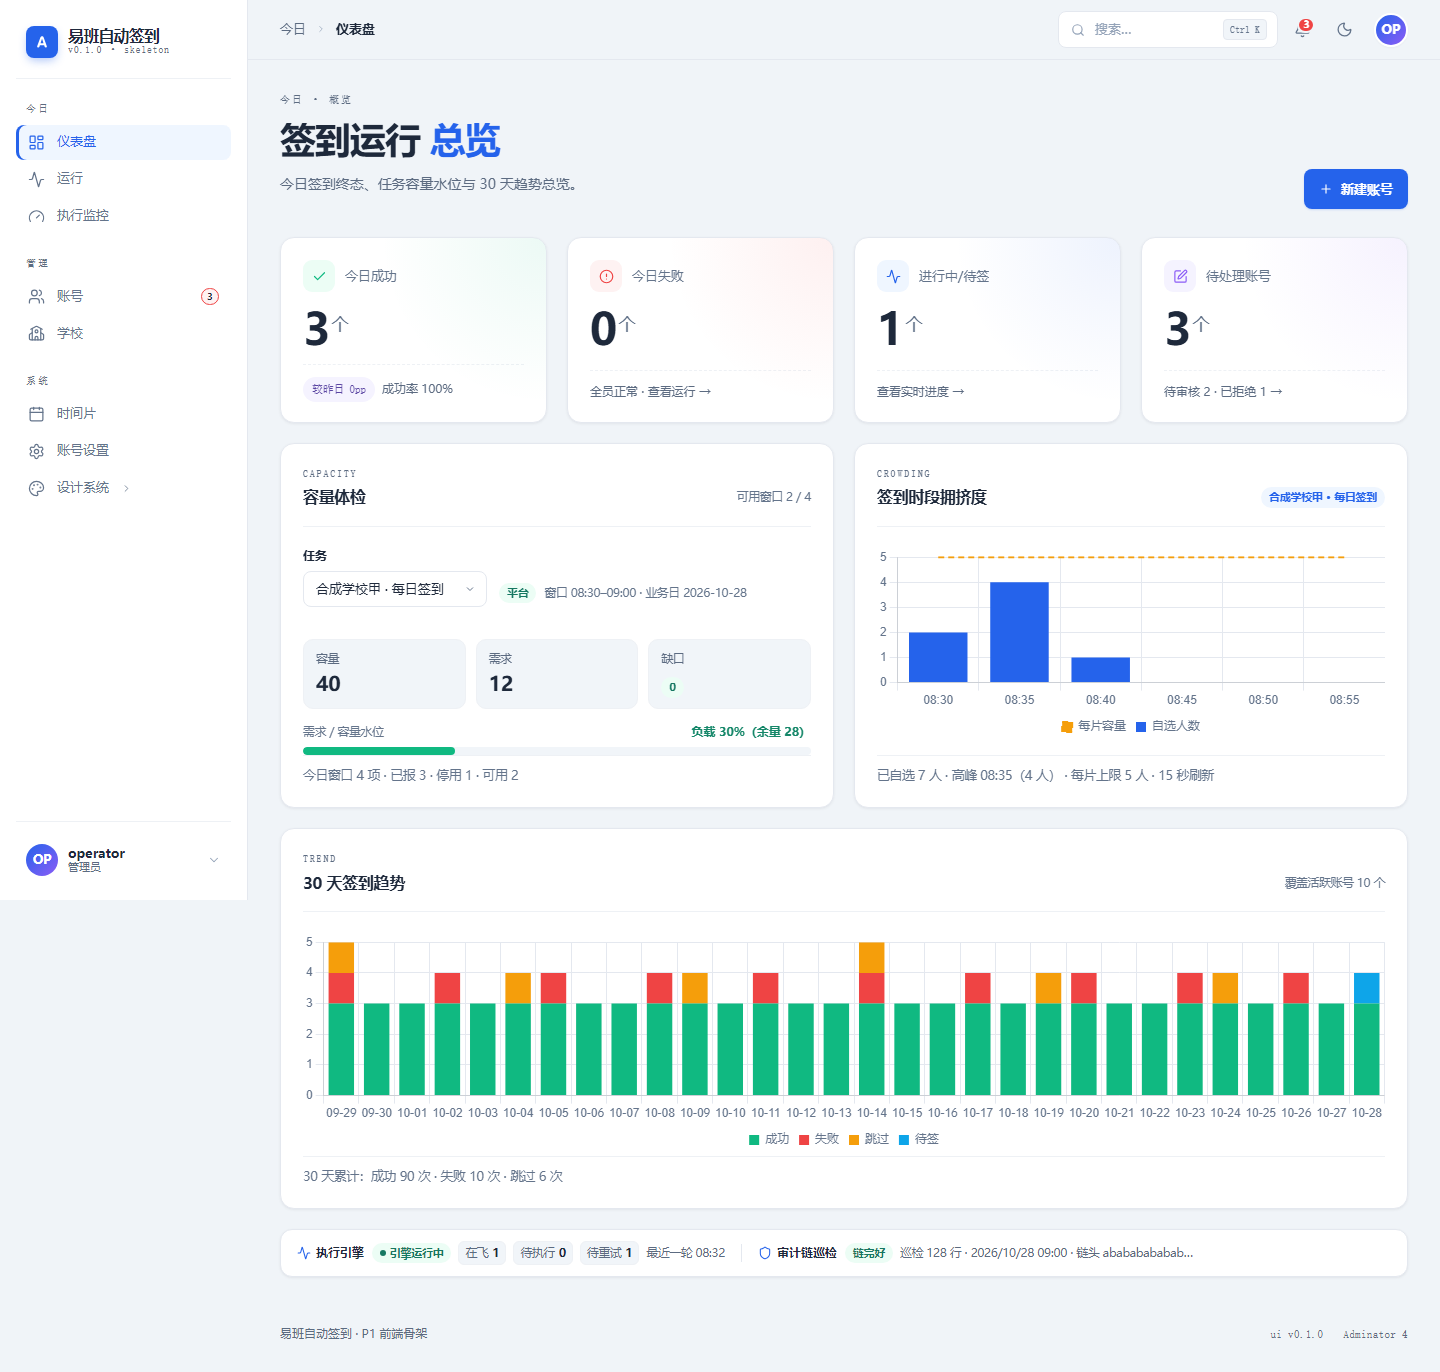 A
易班自动签到
v0.1.0 • skeleton
今日
仪表盘
运行
执行监控
管理
账号
3
学校
系统
时间片
账号设置
设计系统
OP
operator
管理员
今日
仪表盘
搜索...
Ctrl K
3
OP
今日 · 概览
签到运行 总览
今日签到终态、任务容量水位与 30 天趋势总览。
新建账号
今日成功
3个
较昨日 0pp
成功率 100%
今日失败
0个
全员正常 · 查看运行 →
进行中/待签
1个
查看实时进度 →
待处理账号
3个
待审核 2 · 已拒绝 1 →
CAPACITY
容量体检
可用窗口 2 / 4
任务
合成学校甲 · 每日签到
平台
窗口 08:30–09:00 · 业务日 2026-10-28
容量
40
需求
12
缺口
0
需求 / 容量水位
负载 30%（余量 28）
今日窗口 4 项 · 已报 3 · 停用 1 · 可用 2
CROWDING
签到时段拥挤度
合成学校甲 • 每日签到
5
4
3
2
1
0
08:30 08:35 08:40 08:45 08:50 08:55
每片容量 自选人数
已自选 7 人 · 高峰 08:35（4 人） · 每片上限 5 人 · 15 秒刷新
TREND
30 天签到趋势
覆盖活跃账号 10 个
5
4
3
2
1
0
09-29 09-30 10-01 10-02 10-03 10-04 10-05 10-06 10-07 10-08 10-09 10-10 10-11 10-12 10-13 10-14 10-15 10-16 10-17 10-18 10-19 10-20 10-21 10-22 10-23 10-24 10-25 10-26 10-27 10-28
成功 失败 跳过 待签
30 天累计：成功 90 次 · 失败 10 次 · 跳过 6 次
执行引擎
引擎运行中
在飞 1
待执行 0
待重试 1
最近一轮 08:32
审计链巡检
链完好
巡检 128 行 · 2026/10/28 09:00 · 链头 abababababab…
易班自动签到 · P1 前端骨架
ui v0.1.0
Adminator 4